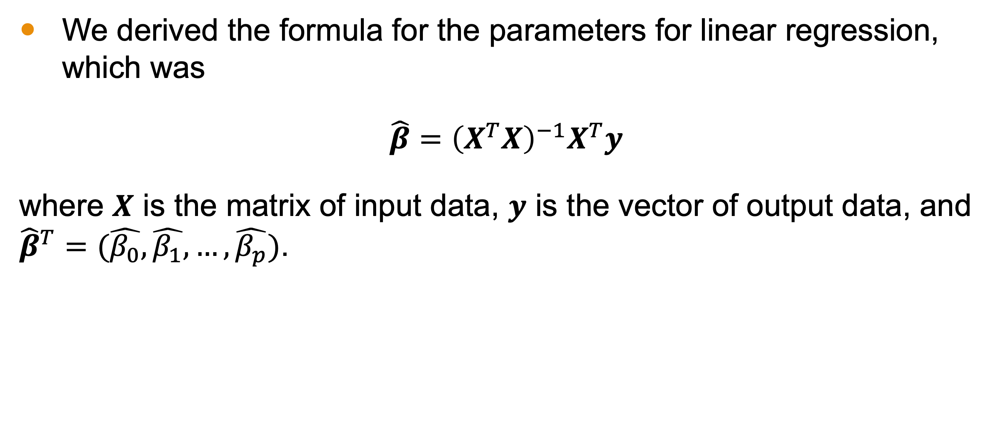 • We derived the formula for the parameters for linear regression,
which was
$\widehat{\boldsymbol{\beta}} = (\boldsymbol{X}^T \boldsymbol{X})^{-1} \boldsymbol{X}^T \boldsymbol{y}$
where $\boldsymbol{X}$ is the matrix of input data, $\boldsymbol{y}$ is the vector of output data, and
$\widehat{\boldsymbol{\beta}}^T = (\widehat{\beta_0}, \widehat{\beta_1}, \ldots, \widehat{\beta_p})$.